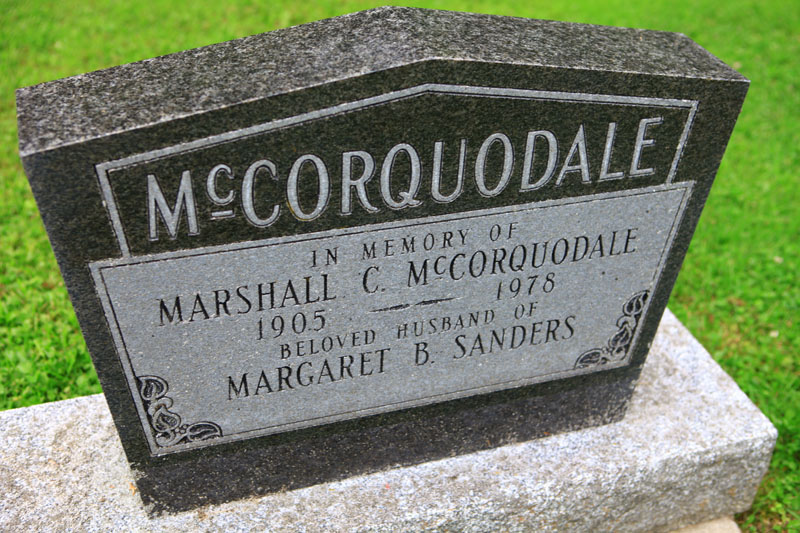 McCORQUODALE
IN MEMORY OF
MARSHALL C. McCORQUODALE
1905 — 1978
BELOVED HUSBAND OF
MARGARET B. SANDERS